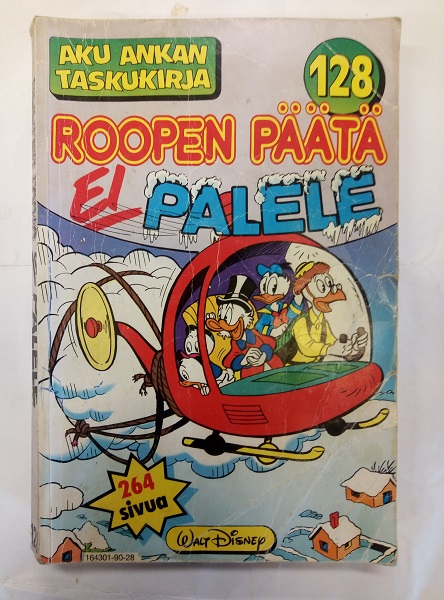 AKU ANKAN
TASKUKIRJA
128
ROOPEN PÄÄTÄ
EI PALELE
264
sivua
WALT DISNEY
164301-90-28